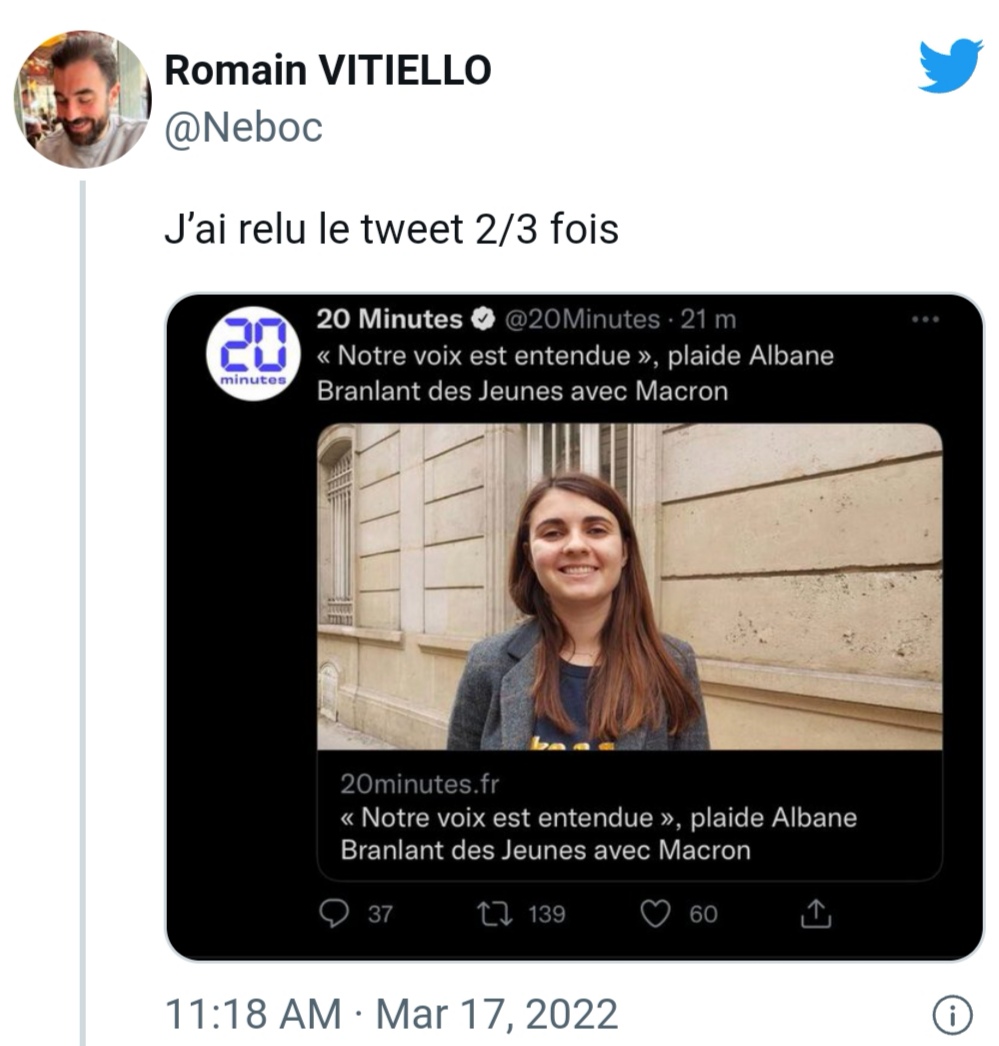 Romain VITIELLO
@Neboc
J’ai relu le tweet 2/3 fois
20 minutes
20 Minutes @20Minutes · 21 m
« Notre voix est entendue », plaide Albane
Branlant des Jeunes avec Macron
20minutes.fr
« Notre voix est entendue », plaide Albane
Branlant des Jeunes avec Macron
37 139 60
11:18 AM · Mar 17, 2022